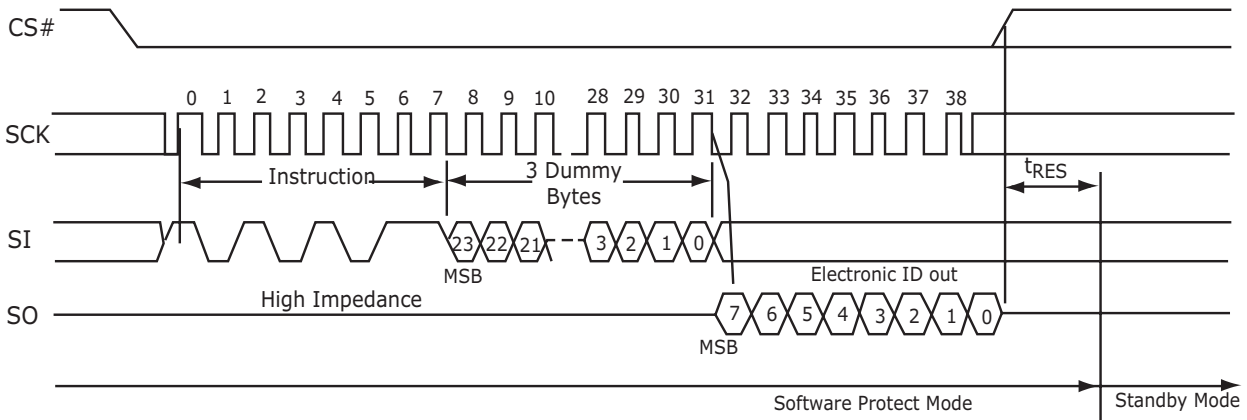 CS#
0 1 2 3 4 5 6 7 8 9 10 28 29 30 31 32 33 34 35 36 37 38
SCK
Instruction
3 Dummy
Bytes
tRES
SI
23 22 21 3 2 1 0
MSB
Electronic ID out
High Impedance
SO
7 6 5 4 3 2 1 0
MSB
Software Protect Mode
Standby Mode